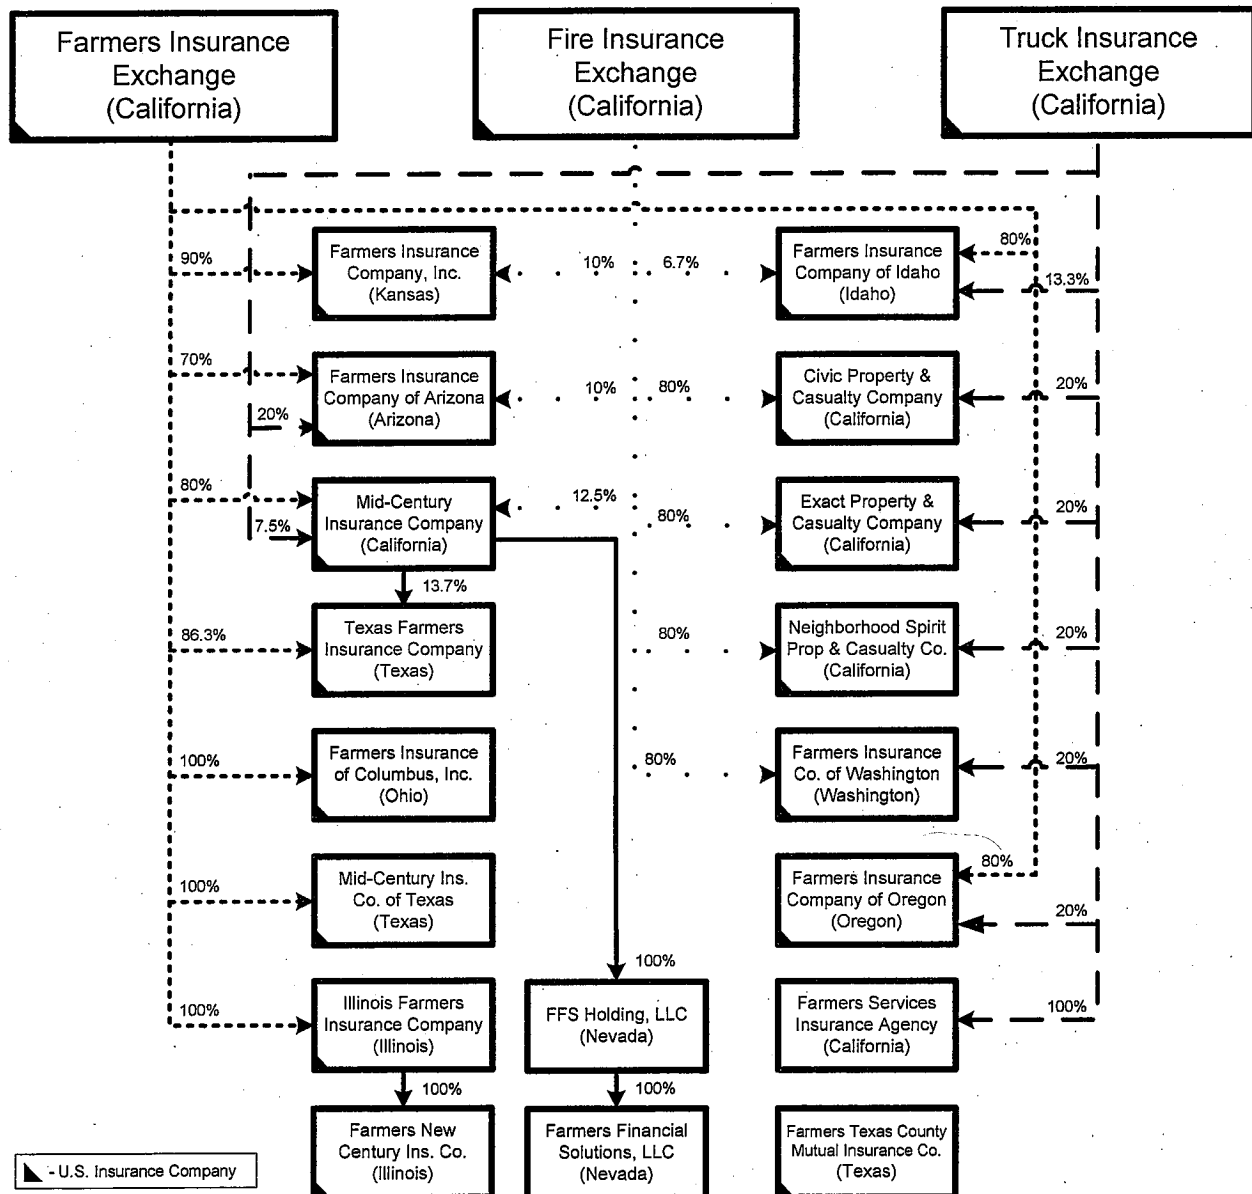 Farmers Insurance
Exchange
(California)
Fire Insurance
Exchange
(California)
Truck Insurance
Exchange
(California)
90%
Farmers Insurance
Company, Inc.
(Kansas)
10%
6.7%
Farmers Insurance
Company of Idaho
(Idaho)
80%
13.3%
70%
20%
Farmers Insurance
Company of Arizona
(Arizona)
10%
80%
Civic Property &
Casualty Company
(California)
20%
80%
7.5%
Mid-Century
Insurance Company
(California)
12.5%
80%
Exact Property &
Casualty Company
(California)
20%
13.7%
86.3%
Texas Farmers
Insurance Company
(Texas)
80%
Neighborhood Spirit
Prop & Casualty Co.
(California)
20%
100%
Farmers Insurance
of Columbus, Inc.
(Ohio)
80%
Farmers Insurance
Co. of Washington
(Washington)
20%
100%
Mid-Century Ins.
Co. of Texas
(Texas)
Farmers Insurance
Company of Oregon
(Oregon)
80%
20%
100%
Illinois Farmers
Insurance Company
(Illinois)
100%
FFS Holding, LLC
(Nevada)
Farmers Services
Insurance Agency
(California)
100%
100%
100%
Farmers New
Century Ins. Co.
(Illinois)
Farmers Financial
Solutions, LLC
(Nevada)
Farmers Texas County
Mutual Insurance Co.
(Texas)
- U.S. Insurance Company